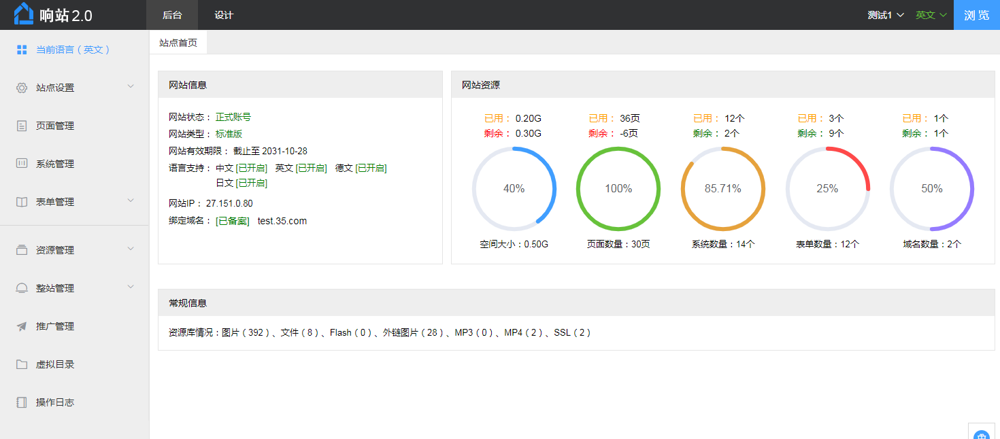 响站 2.0 后台 设计 测试1 英文 浏 览
当前语言（英文）
站点设置
页面管理
系统管理
表单管理
资源管理
整站管理
推广管理
虚拟目录
操作日志
站点首页
网站信息
网站状态： 正式账号
网站类型： 标准版
网站有效期限： 截止至 2031-10-28
语言支持： 中文 [已开启] 英文 [已开启] 德文 [已开启]
日文 [已开启]
网站IP： 27.151.0.80
绑定域名： [已备案] test.35.com
网站资源
已用： 0.20G
剩余： 0.30G
40%
空间大小：0.50G
已用： 36页
剩余： -6页
100%
页面数量：30页
已用： 12个
剩余： 2个
85.71%
系统数量：14个
已用： 3个
剩余： 9个
25%
表单数量：12个
已用： 1个
剩余： 1个
50%
域名数量：2个
常规信息
资源库情况：图片（392）、文件（8）、Flash（0）、外链图片（28）、MP3（0）、MP4（2）、SSL（2）